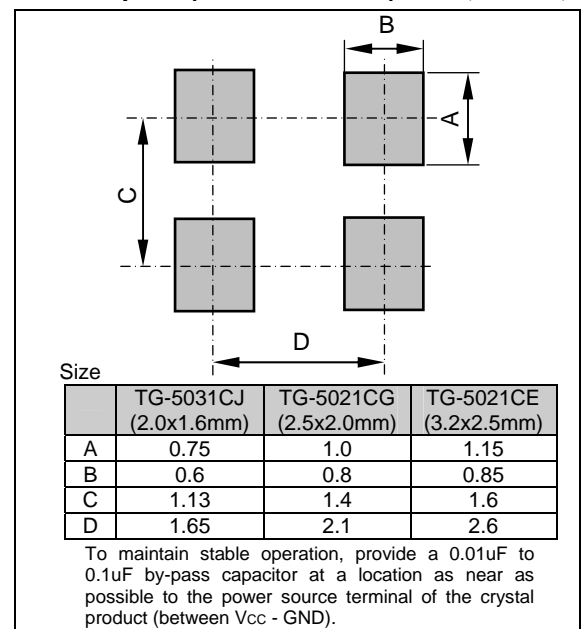 B
A
C
D
Size
TG-5031CJ TG-5021CG TG-5021CE
(2.0x1.6mm) (2.5x2.0mm) (3.2x2.5mm)
A 0.75 1.0 1.15
B 0.6 0.8 0.85
C 1.13 1.4 1.6
D 1.65 2.1 2.6
To maintain stable operation, provide a 0.01uF to
0.1uF by-pass capacitor at a location as near as
possible to the power source terminal of the crystal
product (between Vcc - GND).